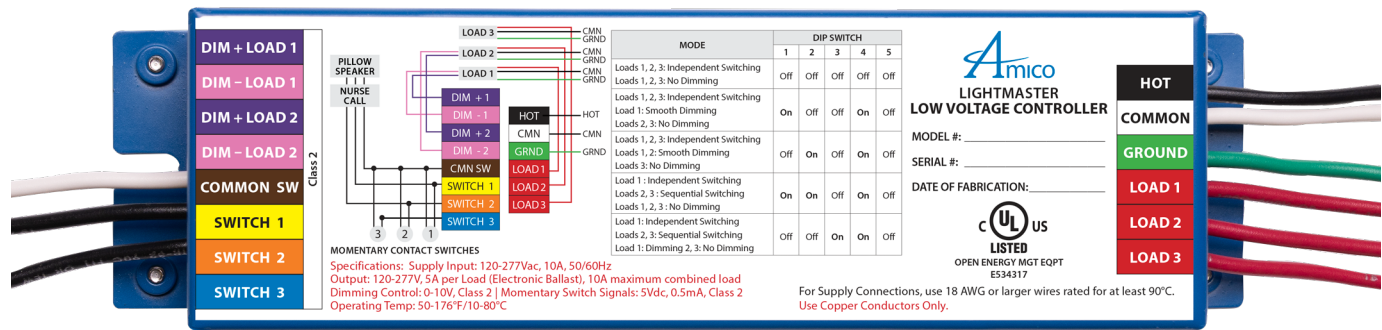 DIM + LOAD 1
DIM – LOAD 1
DIM + LOAD 2
DIM – LOAD 2
COMMON SW
SWITCH 1
SWITCH 2
SWITCH 3
Class 2
PILLOW
SPEAKER
NURSE
CALL
LOAD 3
LOAD 2
LOAD 1
CMN
GRND
CMN
GRND
CMN
GRND
DIM + 1
DIM - 1
DIM + 2
DIM - 2
CMN SW
SWITCH 1
SWITCH 2
SWITCH 3
HOT
CMN
GRND
LOAD 1
LOAD 2
LOAD 3
HOT
CMN
GRND
3 2 1
MOMENTARY CONTACT SWITCHES
MODE
DIP SWITCH
1 2 3 4 5
Loads 1, 2, 3: Independent Switching
Loads 1, 2, 3: No Dimming
Off Off Off Off Off
Loads 1, 2, 3: Independent Switching
Load 1: Smooth Dimming
Loads 2, 3: No Dimming
On Off Off On Off
Loads 1, 2, 3: Independent Switching
Loads 1, 2: Smooth Dimming
Loads 3: No Dimming
Off On Off On Off
Load 1 : Independent Switching
Loads 2, 3 : Sequential Switching
Loads 1, 2, 3 : No Dimming
On On Off On Off
Load 1: Independent Switching
Loads 2, 3: Sequential Switching
Load 1: Dimming 2, 3: No Dimming
Off Off On On Off
Specifications: Supply Input: 120-277Vac, 10A, 50/60Hz
Output: 120-277V, 5A per Load (Electronic Ballast), 10A maximum combined load
Dimming Control: 0-10V, Class 2 | Momentary Switch Signals: 5Vdc, 0.5mA, Class 2
Operating Temp: 50-176°F/10-80°C
Amico
LIGHTMASTER
LOW VOLTAGE CONTROLLER
MODEL #:
SERIAL #:
DATE OF FABRICATION:
C UL US
LISTED
OPEN ENERGY MGT EQPT
E534317
For Supply Connections, use 18 AWG or larger wires rated for at least 90°C.
Use Copper Conductors Only.
HOT
COMMON
GROUND
LOAD 1
LOAD 2
LOAD 3